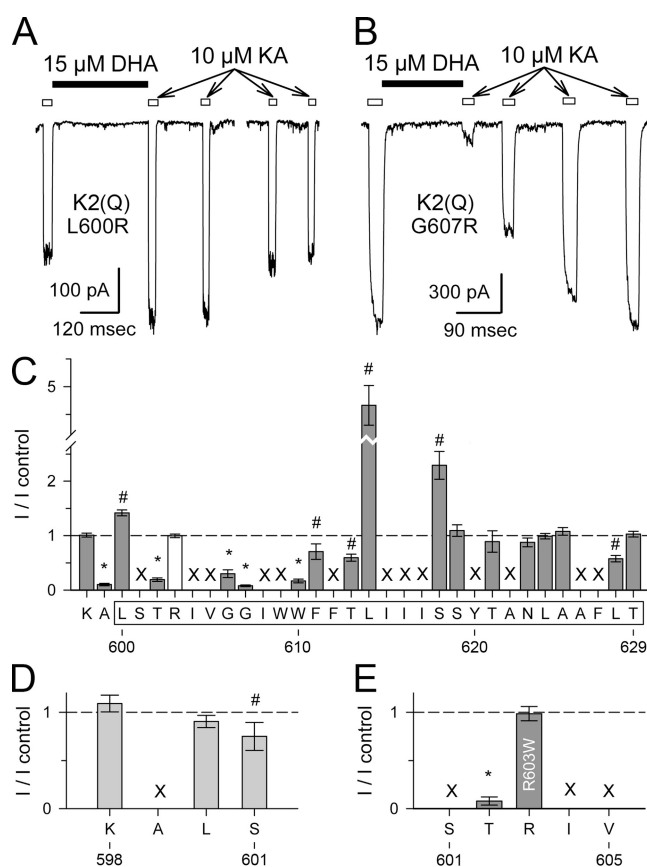 A
B
15 µM DHA
10 µM KA
15 µM DHA
10 µM KA
K2(Q)
L600R
100 pA
120 msec
K2(Q)
G607R
300 pA
90 msec
C
I / I control
5
2
1
0
#
#
#
#
#
#
* * * * *
X X X X X X X X X X X X X
K A L S T R I V G G I W W F F T L I I I S S Y T A N L A A F L T
600 610 620 629
D
I / I control
1
0
X
#
K A L S
598 601
E
I / I control
1
0
X * X X
R603W
S T R I V
601 605